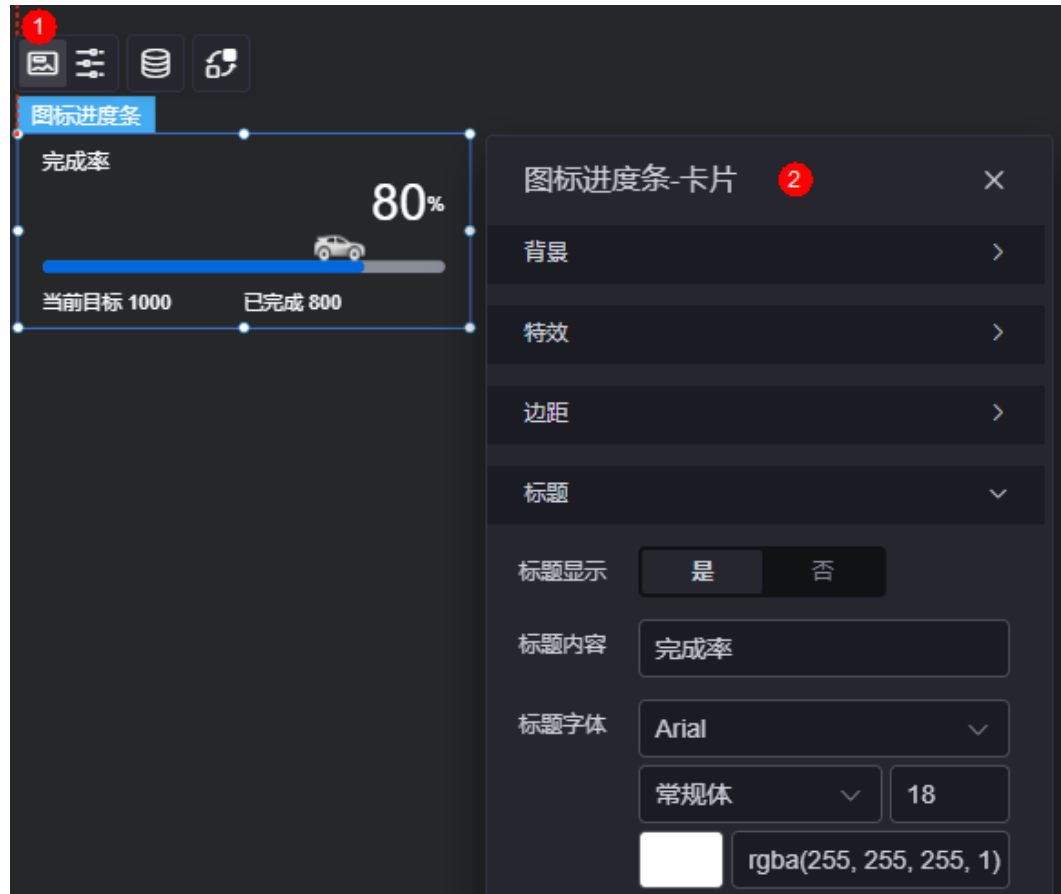 1
图标进度条
完成率
80%
当前目标 1000 已完成 800
图标进度条-卡片 2
背景
特效
边距
标题
标题显示 是 否
标题内容 完成率
标题字体 Arial
常规体 18
rgba(255, 255, 255, 1)